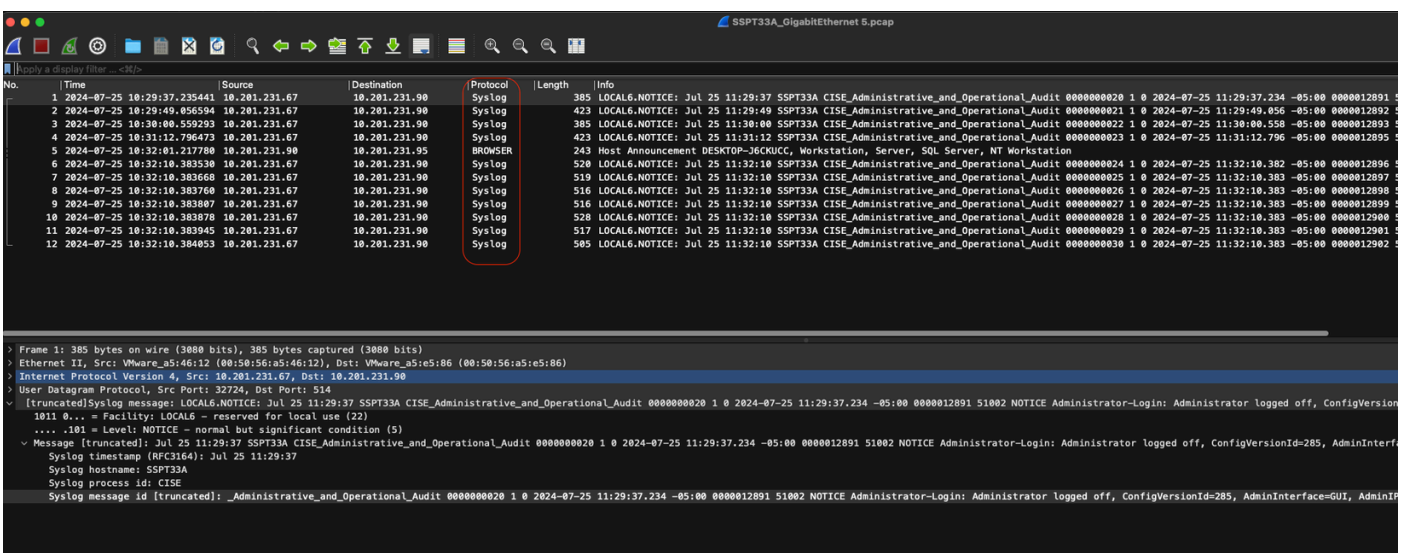 SSPT33A_GigabitEthernet 5.pcap
Apply a display filter ... <⌘/>
No. Time Source Destination Protocol Length Info
1 2024-07-25 10:29:37.235441 10.201.231.67 10.201.231.90 Syslog 385 LOCAL6.NOTICE: Jul 25 11:29:37 SSPT33A CISE_Administrative_and_Operational_Audit 0000000020 1 0 2024-07-25 11:29:37.234 -05:00 0000012891 5
2 2024-07-25 10:29:49.056594 10.201.231.67 10.201.231.90 Syslog 423 LOCAL6.NOTICE: Jul 25 11:29:49 SSPT33A CISE_Administrative_and_Operational_Audit 0000000021 1 0 2024-07-25 11:29:49.056 -05:00 0000012892 5
3 2024-07-25 10:30:00.559293 10.201.231.67 10.201.231.90 Syslog 385 LOCAL6.NOTICE: Jul 25 11:30:00 SSPT33A CISE_Administrative_and_Operational_Audit 0000000022 1 0 2024-07-25 11:30:00.558 -05:00 0000012893 5
4 2024-07-25 10:31:12.796473 10.201.231.67 10.201.231.90 Syslog 423 LOCAL6.NOTICE: Jul 25 11:31:12 SSPT33A CISE_Administrative_and_Operational_Audit 0000000023 1 0 2024-07-25 11:31:12.796 -05:00 0000012895 5
5 2024-07-25 10:32:01.217780 10.201.231.90 10.201.231.95 BROWSER 243 Host Announcement DESKTOP-J6CKUCC, Workstation, Server, SQL Server, NT Workstation
6 2024-07-25 10:32:10.383530 10.201.231.67 10.201.231.90 Syslog 520 LOCAL6.NOTICE: Jul 25 11:32:10 SSPT33A CISE_Administrative_and_Operational_Audit 0000000024 1 0 2024-07-25 11:32:10.382 -05:00 0000012896 5
7 2024-07-25 10:32:10.383668 10.201.231.67 10.201.231.90 Syslog 519 LOCAL6.NOTICE: Jul 25 11:32:10 SSPT33A CISE_Administrative_and_Operational_Audit 0000000025 1 0 2024-07-25 11:32:10.383 -05:00 0000012897 5
8 2024-07-25 10:32:10.383760 10.201.231.67 10.201.231.90 Syslog 516 LOCAL6.NOTICE: Jul 25 11:32:10 SSPT33A CISE_Administrative_and_Operational_Audit 0000000026 1 0 2024-07-25 11:32:10.383 -05:00 0000012898 5
9 2024-07-25 10:32:10.383807 10.201.231.67 10.201.231.90 Syslog 516 LOCAL6.NOTICE: Jul 25 11:32:10 SSPT33A CISE_Administrative_and_Operational_Audit 0000000027 1 0 2024-07-25 11:32:10.383 -05:00 0000012899 5
10 2024-07-25 10:32:10.383878 10.201.231.67 10.201.231.90 Syslog 528 LOCAL6.NOTICE: Jul 25 11:32:10 SSPT33A CISE_Administrative_and_Operational_Audit 0000000028 1 0 2024-07-25 11:32:10.383 -05:00 0000012900 5
11 2024-07-25 10:32:10.383945 10.201.231.67 10.201.231.90 Syslog 517 LOCAL6.NOTICE: Jul 25 11:32:10 SSPT33A CISE_Administrative_and_Operational_Audit 0000000029 1 0 2024-07-25 11:32:10.383 -05:00 0000012901 5
12 2024-07-25 10:32:10.384053 10.201.231.67 10.201.231.90 Syslog 505 LOCAL6.NOTICE: Jul 25 11:32:10 SSPT33A CISE_Administrative_and_Operational_Audit 0000000030 1 0 2024-07-25 11:32:10.383 -05:00 0000012902 5
Frame 1: 385 bytes on wire (3080 bits), 385 bytes captured (3080 bits)
Ethernet II, Src: VMware_a5:46:12 (00:50:56:a5:46:12), Dst: VMware_a5:e5:86 (00:50:56:a5:e5:86)
Internet Protocol Version 4, Src: 10.201.231.67, Dst: 10.201.231.90
User Datagram Protocol, Src Port: 32724, Dst Port: 514
[truncated]Syslog message: LOCAL6.NOTICE: Jul 25 11:29:37 SSPT33A CISE_Administrative_and_Operational_Audit 0000000020 1 0 2024-07-25 11:29:37.234 -05:00 0000012891 51002 NOTICE Administrator-Login: Administrator logged off, ConfigVersion
1011 0... = Facility: LOCAL6 - reserved for local use (22)
.... .101 = Level: NOTICE - normal but significant condition (5)
Message [truncated]: Jul 25 11:29:37 SSPT33A CISE_Administrative_and_Operational_Audit 0000000020 1 0 2024-07-25 11:29:37.234 -05:00 0000012891 51002 NOTICE Administrator-Login: Administrator logged off, ConfigVersionId=285, AdminInterfa
Syslog timestamp (RFC3164): Jul 25 11:29:37
Syslog hostname: SSPT33A
Syslog process id: CISE
Syslog message id [truncated]: _Administrative_and_Operational_Audit 0000000020 1 0 2024-07-25 11:29:37.234 -05:00 0000012891 51002 NOTICE Administrator-Login: Administrator logged off, ConfigVersionId=285, AdminInterface=GUI, AdminIP